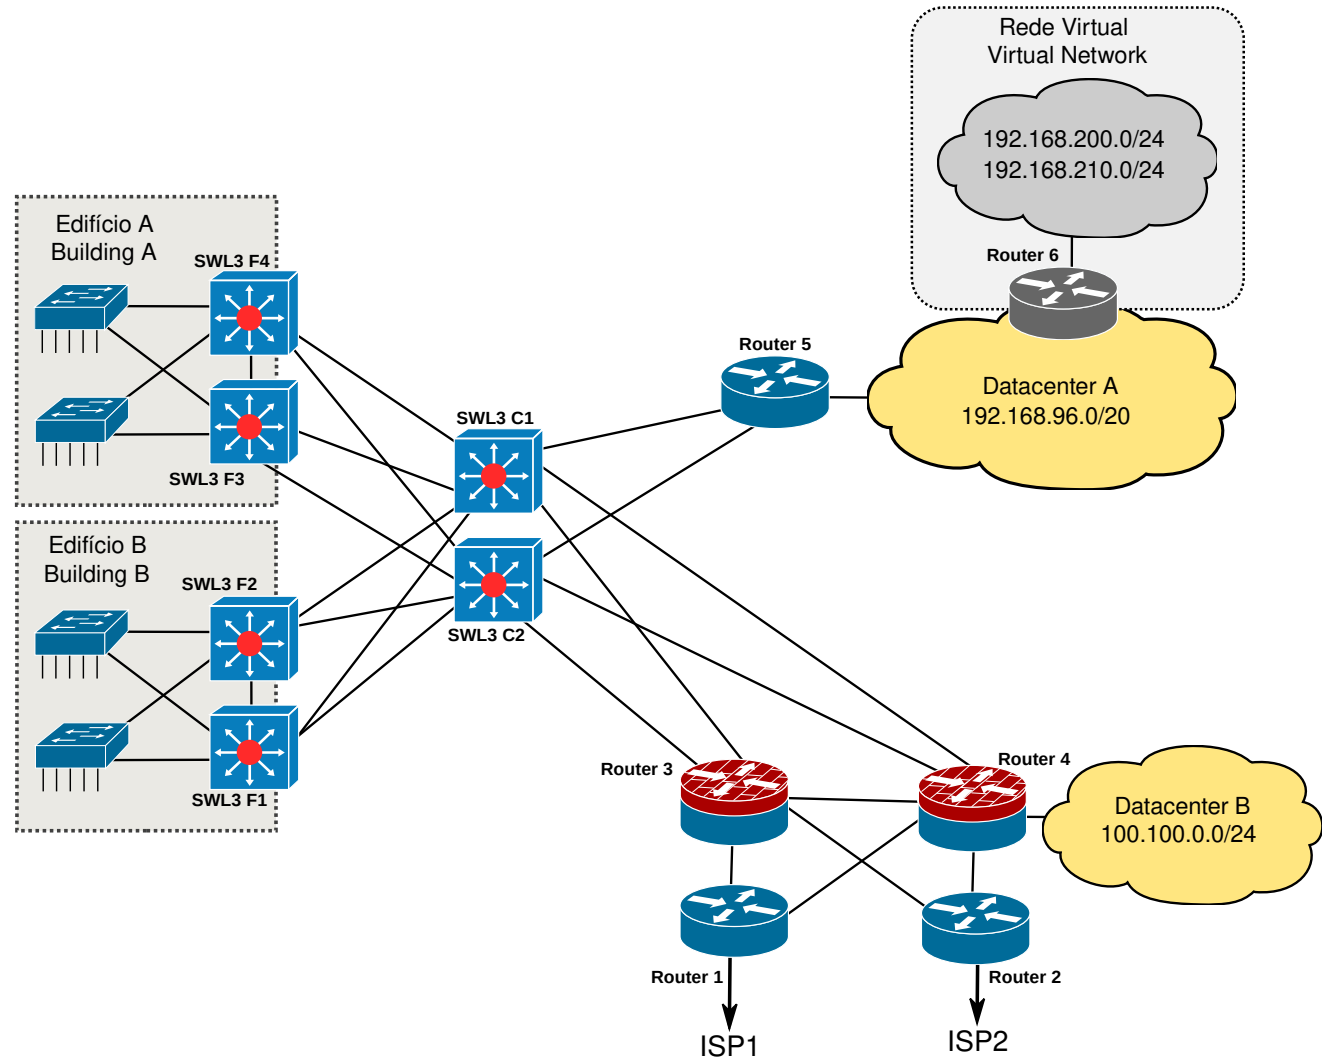 Rede Virtual
Virtual Network
192.168.200.0/24
192.168.210.0/24
Router 6
Edifício A
Building A
SWL3 F4
SWL3 F3
Router 5
Datacenter A
192.168.96.0/20
SWL3 C1
SWL3 C2
Edifício B
Building B
SWL3 F2
SWL3 F1
Router 3
Router 4
Datacenter B
100.100.0.0/24
Router 1
Router 2
ISP1
ISP2